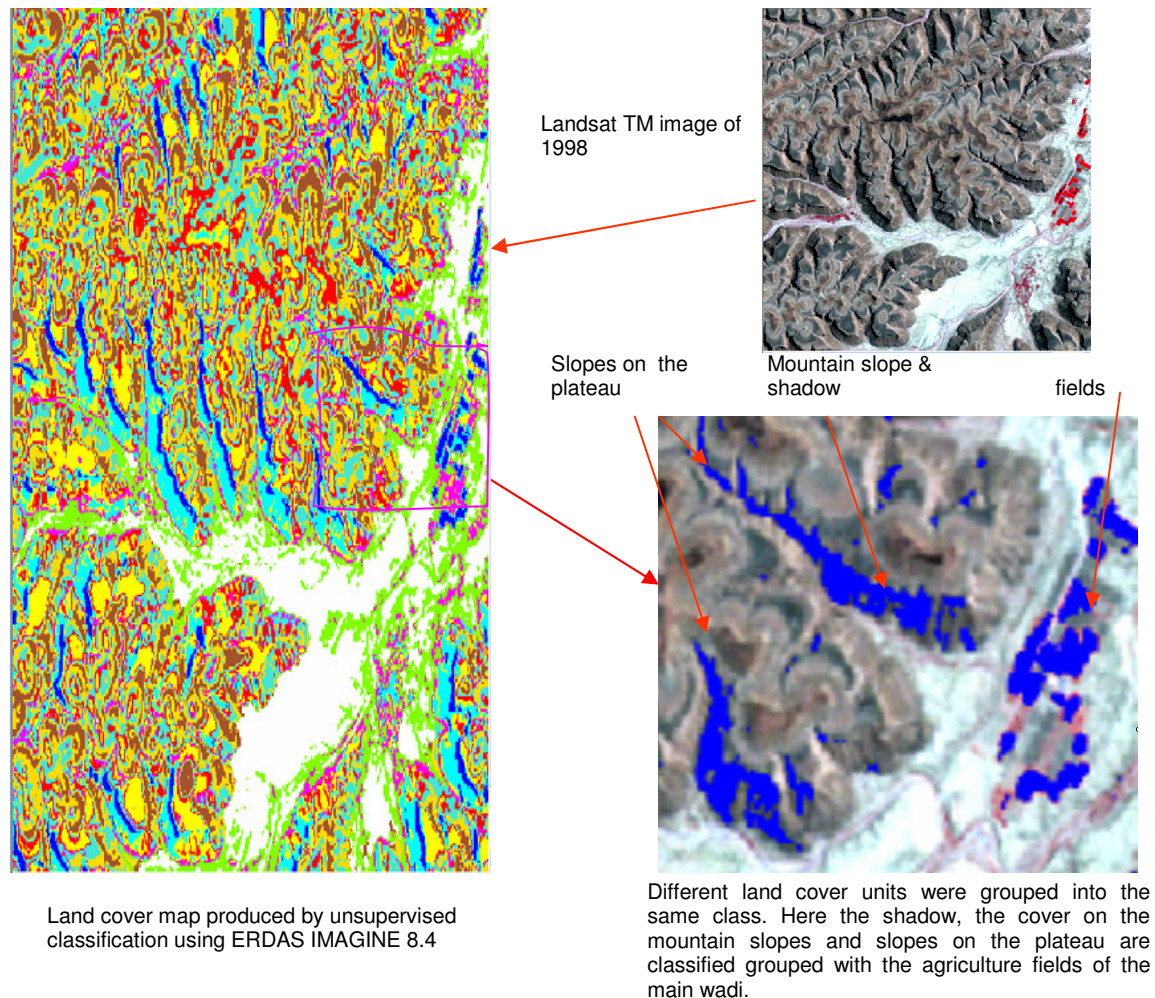 Landsat TM image of
1998
Slopes on the
plateau
Mountain slope &
shadow
fields
Land cover map produced by unsupervised
classification using ERDAS IMAGINE 8.4
Different land cover units were grouped into the
same class. Here the shadow, the cover on the
mountain slopes and slopes on the plateau are
classified grouped with the agriculture fields of the
main wadi.